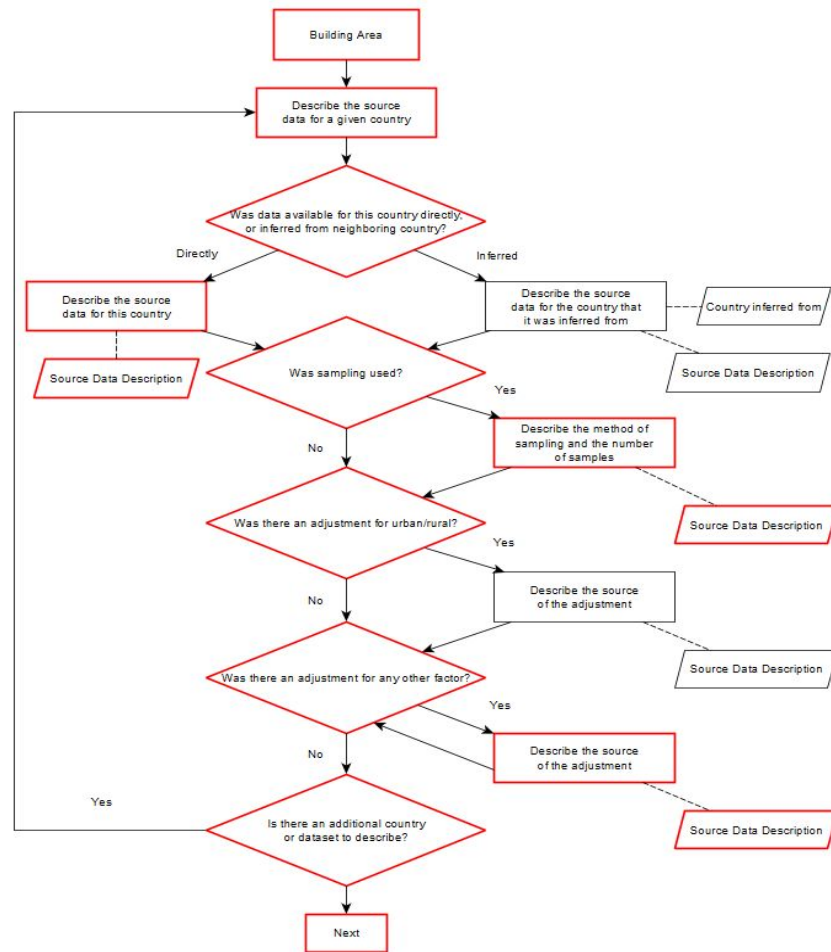 Building Area
Describe the source
data for a given country
Was data available for this country directly,
or inferred from neighboring country?
Directly
Inferred
Describe the source
data for this country
Describe the source
data for the country that
it was inferred from
Country inferred from
Source Data Description
Source Data Description
Was sampling used?
Yes
No
Describe the method of
sampling and the number
of samples
Source Data Description
Was there an adjustment for urban/rural?
Yes
No
Describe the source
of the adjustment
Source Data Description
Was there an adjustment for any other factor?
Yes
No
Describe the source
of the adjustment
Source Data Description
Yes
Is there an additional country
or dataset to describe?
Next